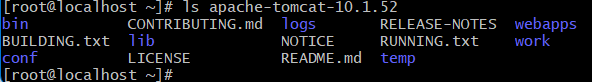 [root@localhost ~]# ls apache-tomcat-10.1.52
bin CONTRIBUTING.md logs RELEASE-NOTES webapps
BUILDING.txt lib NOTICE RUNNING.txt work
conf LICENSE README.md temp
[root@localhost ~]#